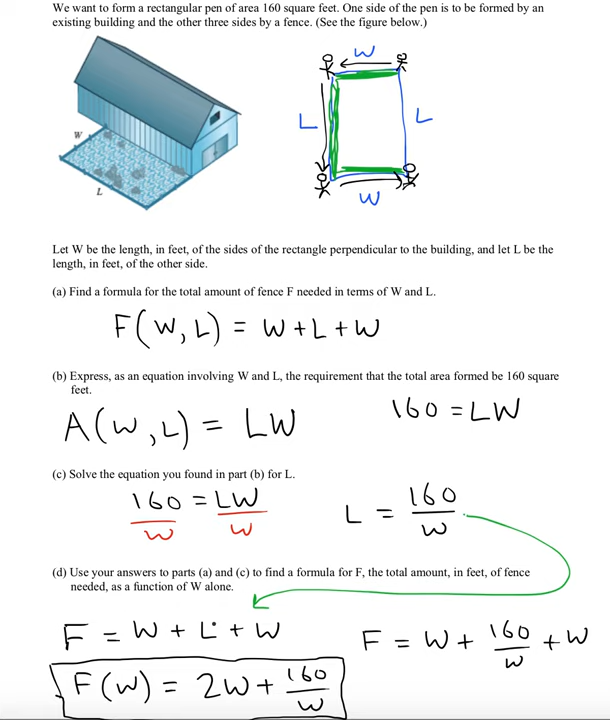 We want to form a rectangular pen of area 160 square feet. One side of the pen is to be formed by an
existing building and the other three sides by a fence. (See the figure below.)
W
W
L
L
L
W
Let W be the length, in feet, of the sides of the rectangle perpendicular to the building, and let L be the
length, in feet, of the other side.
(a) Find a formula for the total amount of fence F needed in terms of W and L.
F(W,L) = W+L+W
(b) Express, as an equation involving W and L, the requirement that the total area formed be 160 square
feet.
A(W,L) = LW
160 = LW
(c) Solve the equation you found in part (b) for L.
160/W = LW/W
L = 160/W
(d) Use your answers to parts (a) and (c) to find a formula for F, the total amount, in feet, of fence
needed, as a function of W alone.
F = W + L + W
F = W + 160/W + W
F(W) = 2W + 160/W